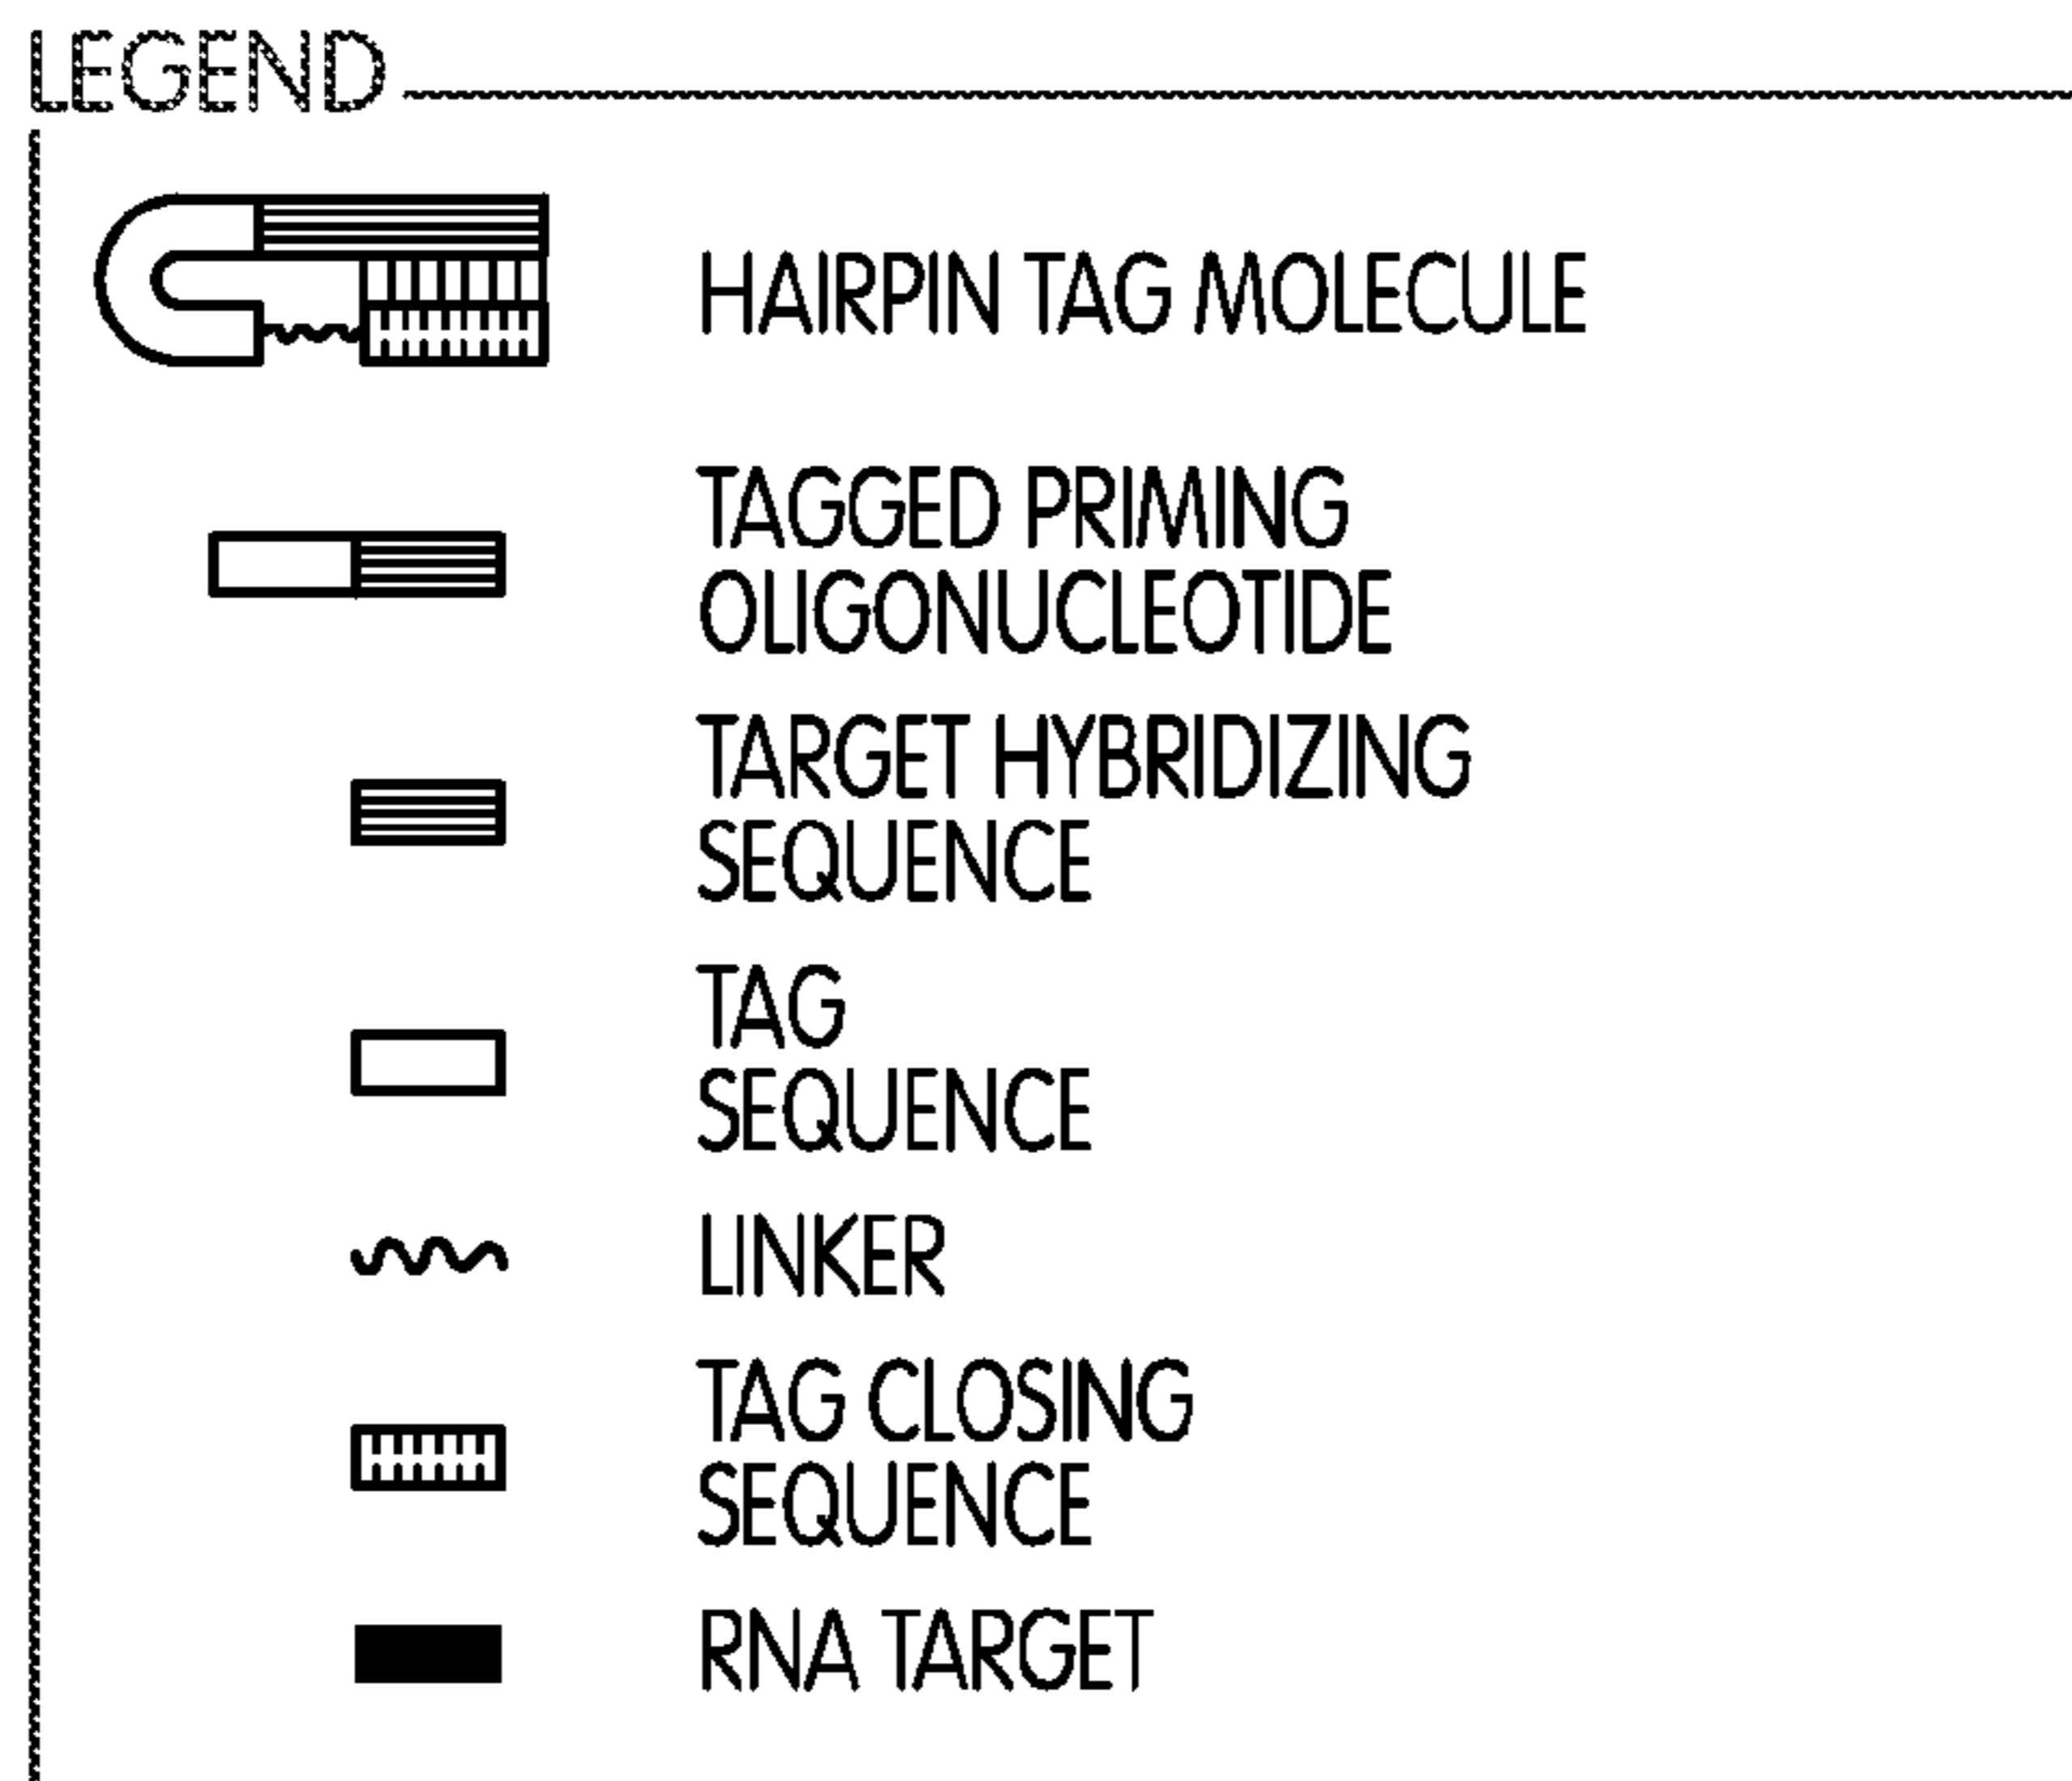 LEGEND
HAIRPIN TAG MOLECULE
TAGGED PRIMING
OLIGONUCLEOTIDE
TARGET HYBRIDIZING
SEQUENCE
TAG
SEQUENCE
LINKER
TAG CLOSING
SEQUENCE
RNA TARGET